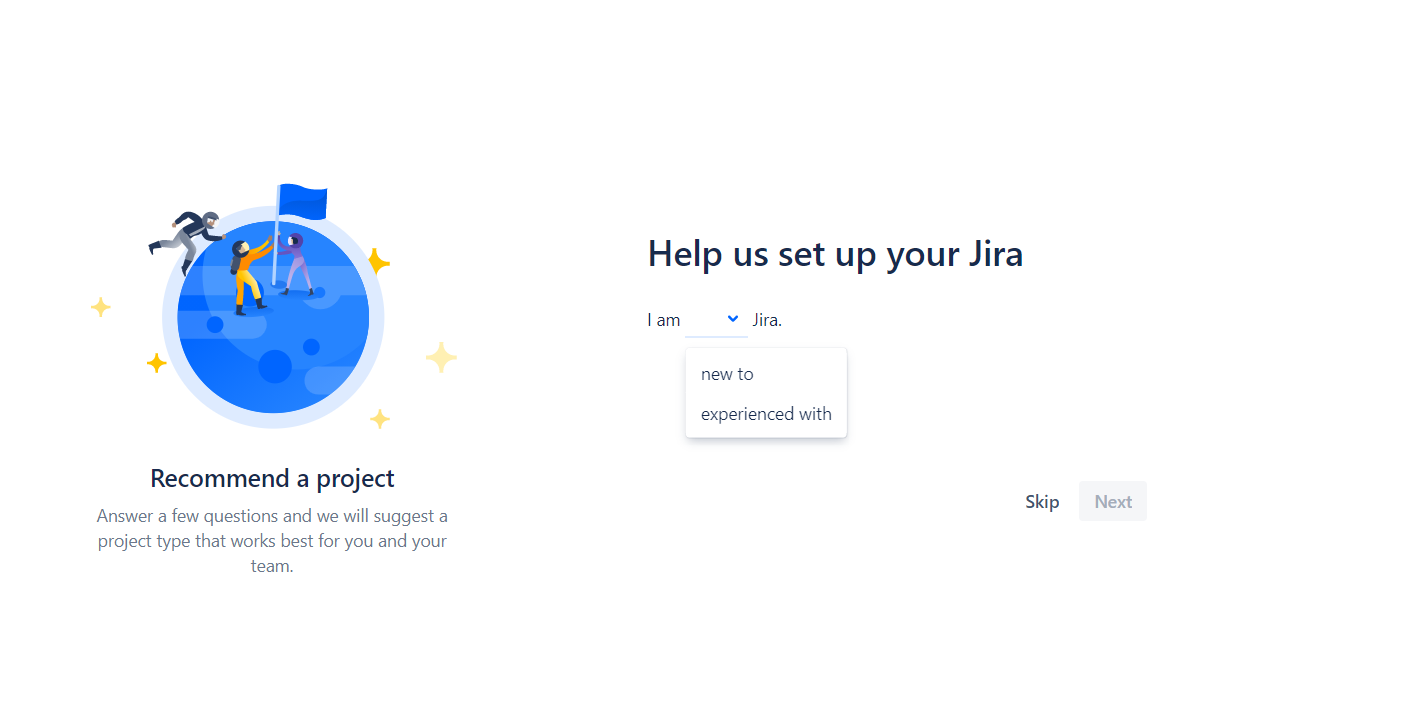 Help us set up your Jira
I am Jira.
new to
experienced with
Skip Next
Recommend a project
Answer a few questions and we will suggest a
project type that works best for you and your
team.